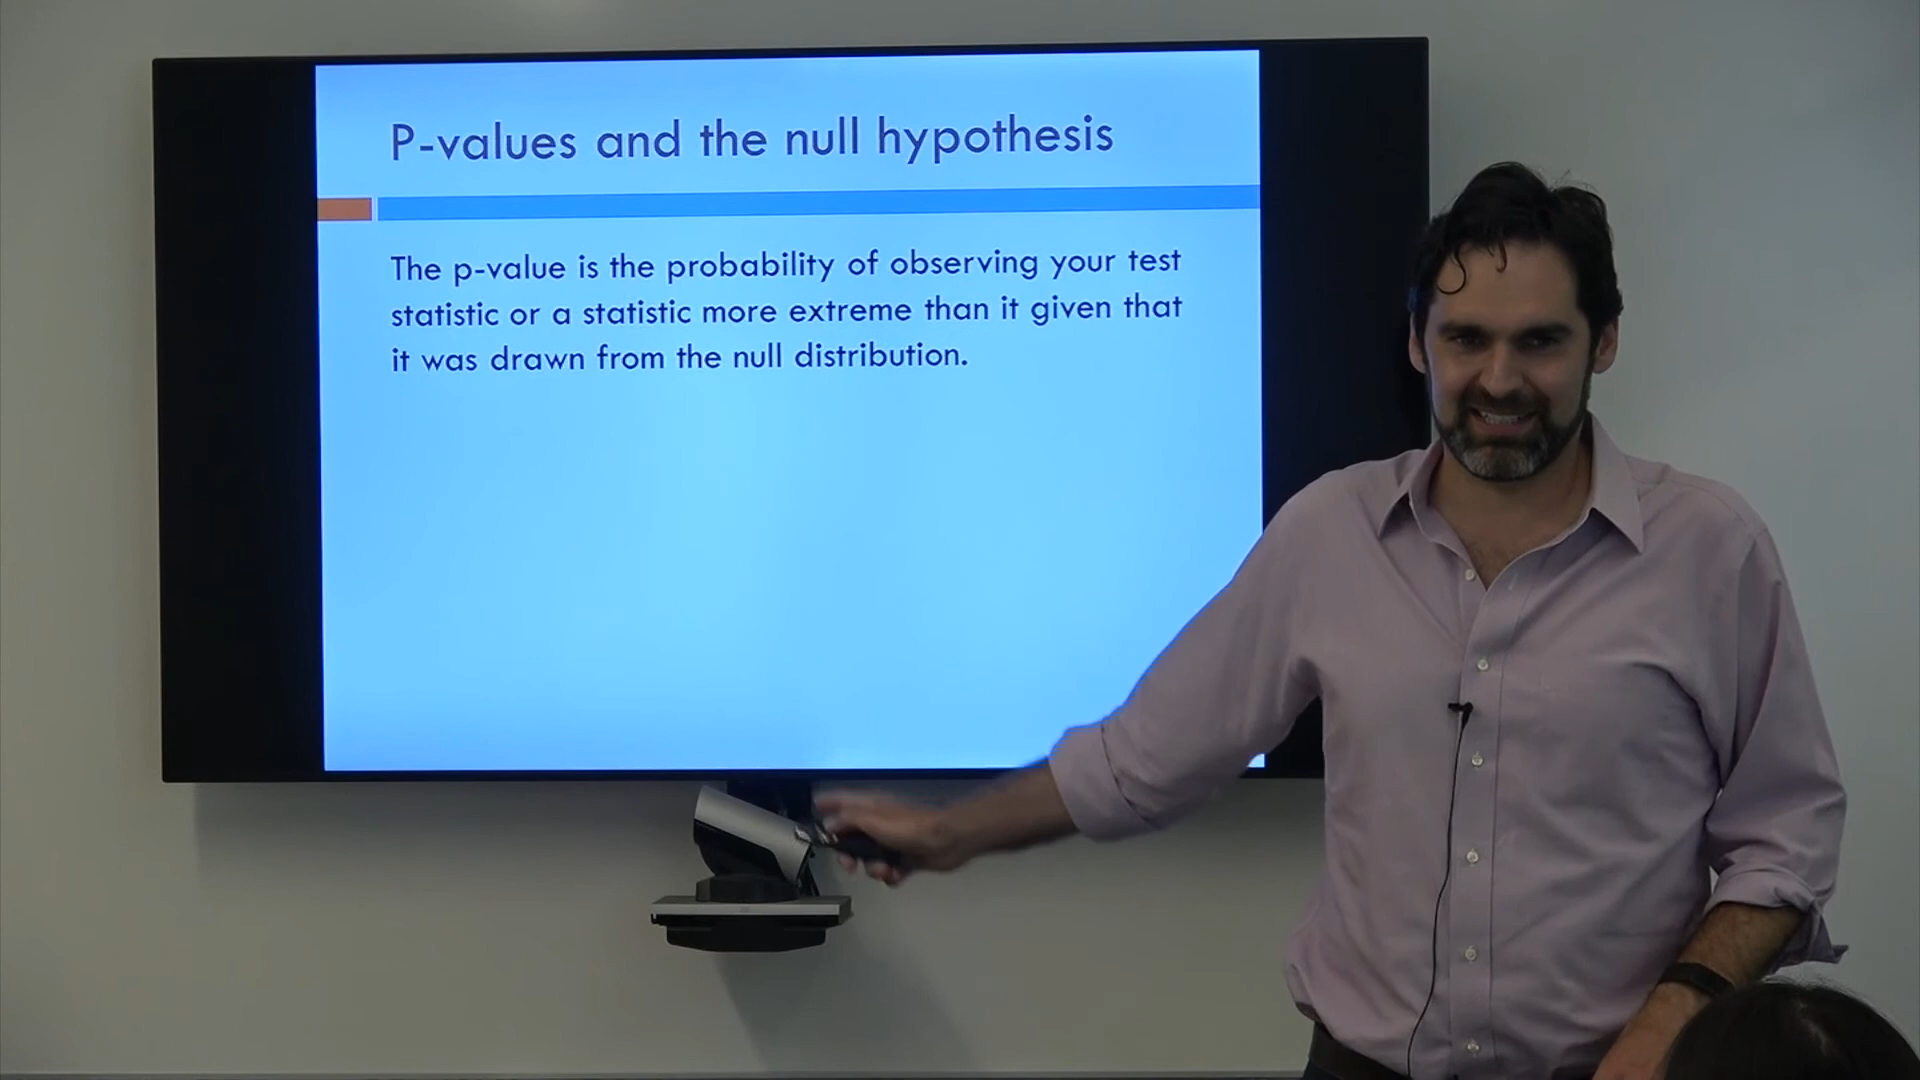 P-values and the null hypothesis
The p-value is the probability of observing your test
statistic or a statistic more extreme than it given that
it was drawn from the null distribution.